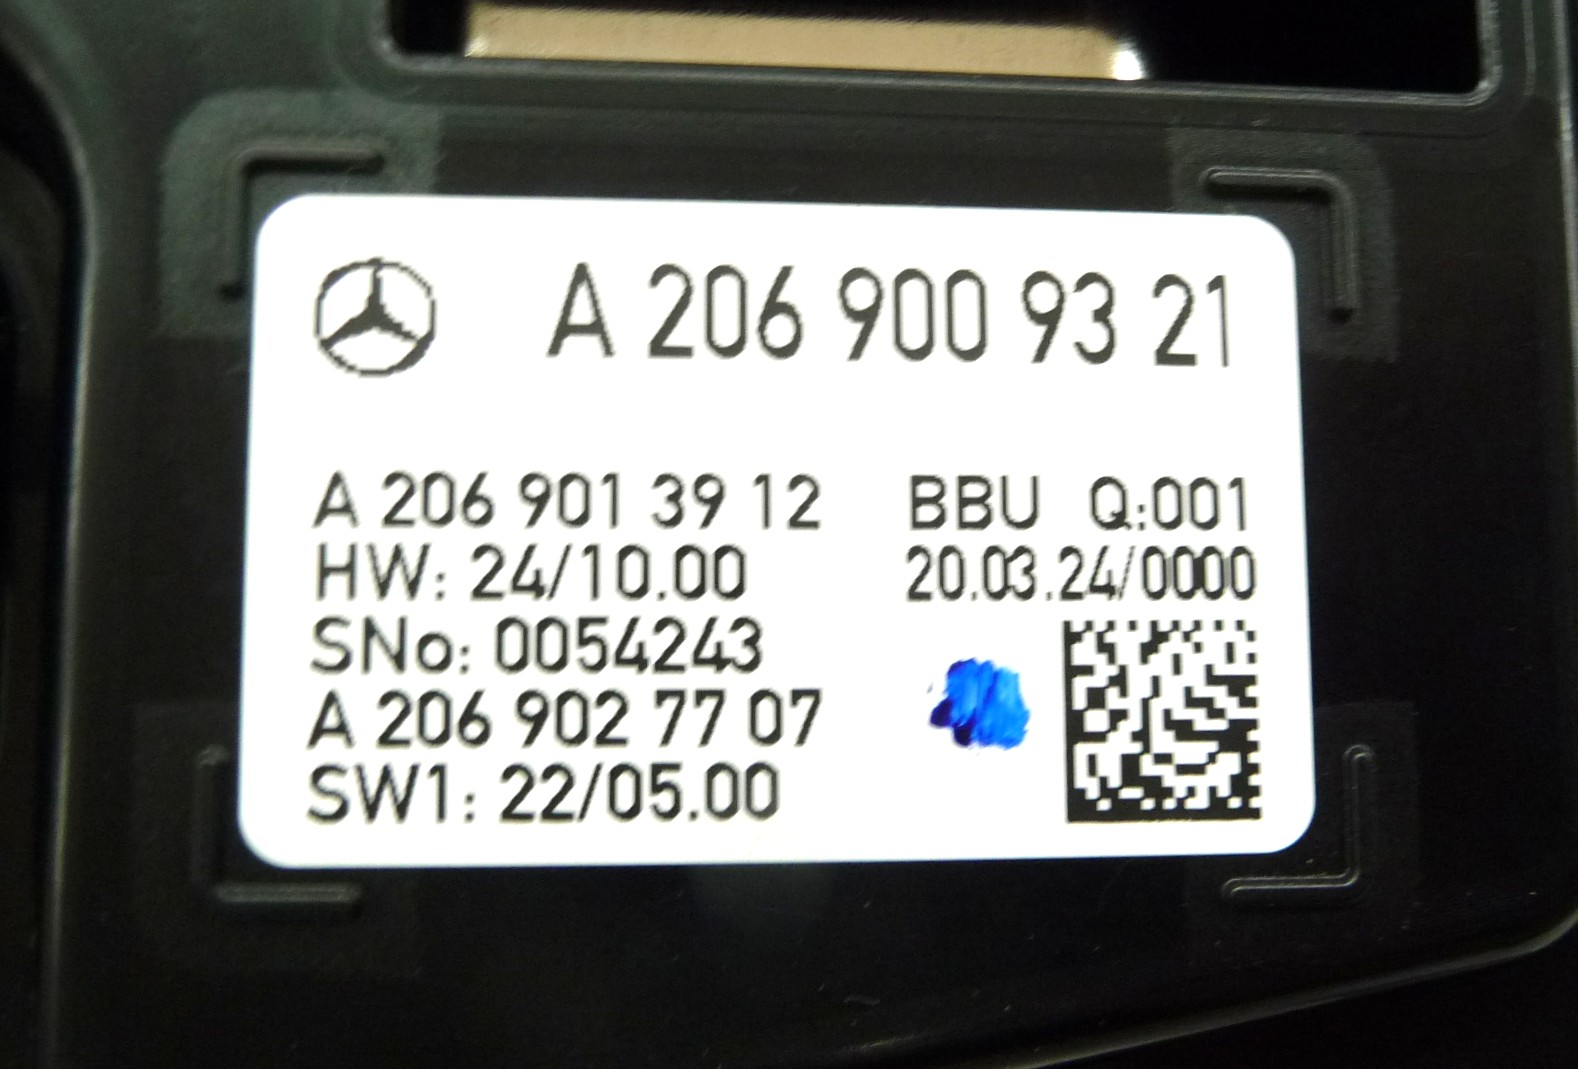 A 206 900 93 21
A 206 901 39 12 BBU Q:001
HW: 24/10.00 20.03.24/0000
SNo: 0054243
A 206 902 77 07
SW1: 22/05.00